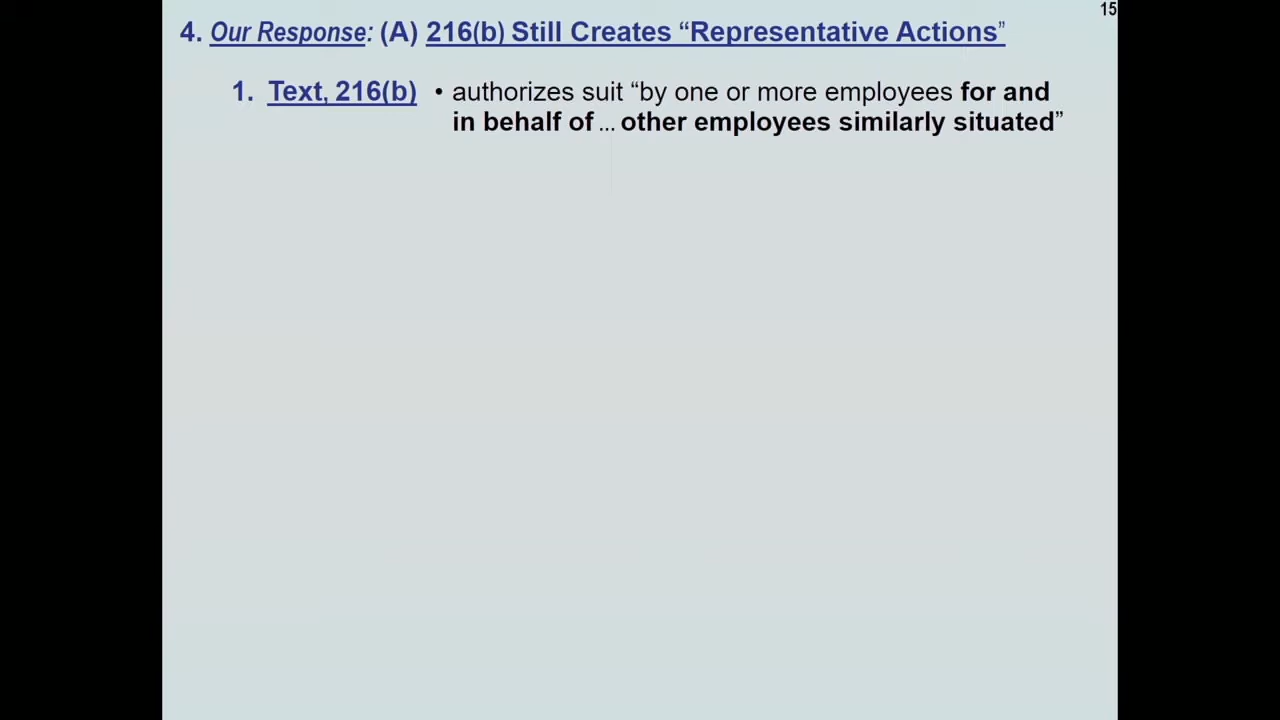 15
4. Our Response: (A) 216(b) Still Creates “Representative Actions”
1. Text, 216(b) • authorizes suit “by one or more employees for and
in behalf of ... other employees similarly situated”